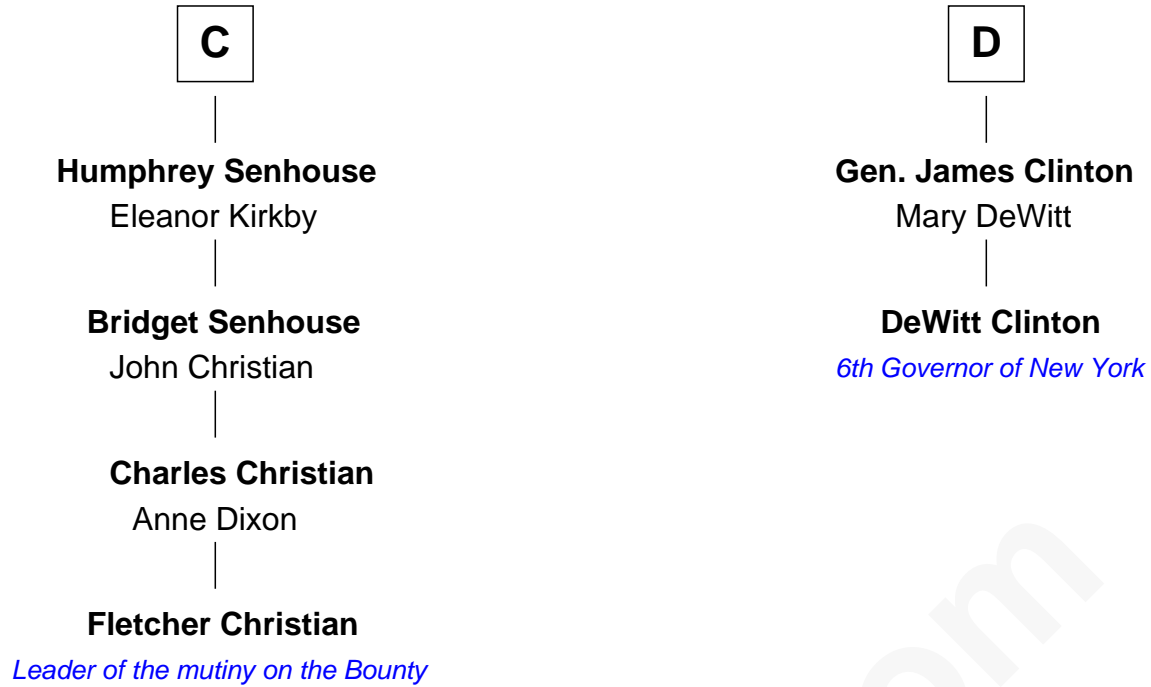 C
Humphrey Senhouse
Eleanor Kirkby
Bridget Senhouse
John Christian
Charles Christian
Anne Dixon
Fletcher Christian
Leader of the mutiny on the Bounty
D
Gen. James Clinton
Mary DeWitt
DeWitt Clinton
6th Governor of New York
om